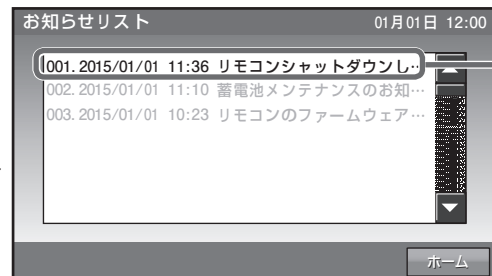 お知らせリスト 01月01日 12:00
001. 2015/01/01 11:36 リモコンシャットダウンし…
002. 2015/01/01 11:10 蓄電池メンテナンスのお知…
003. 2015/01/01 10:23 リモコンのファームウェア…
ホーム